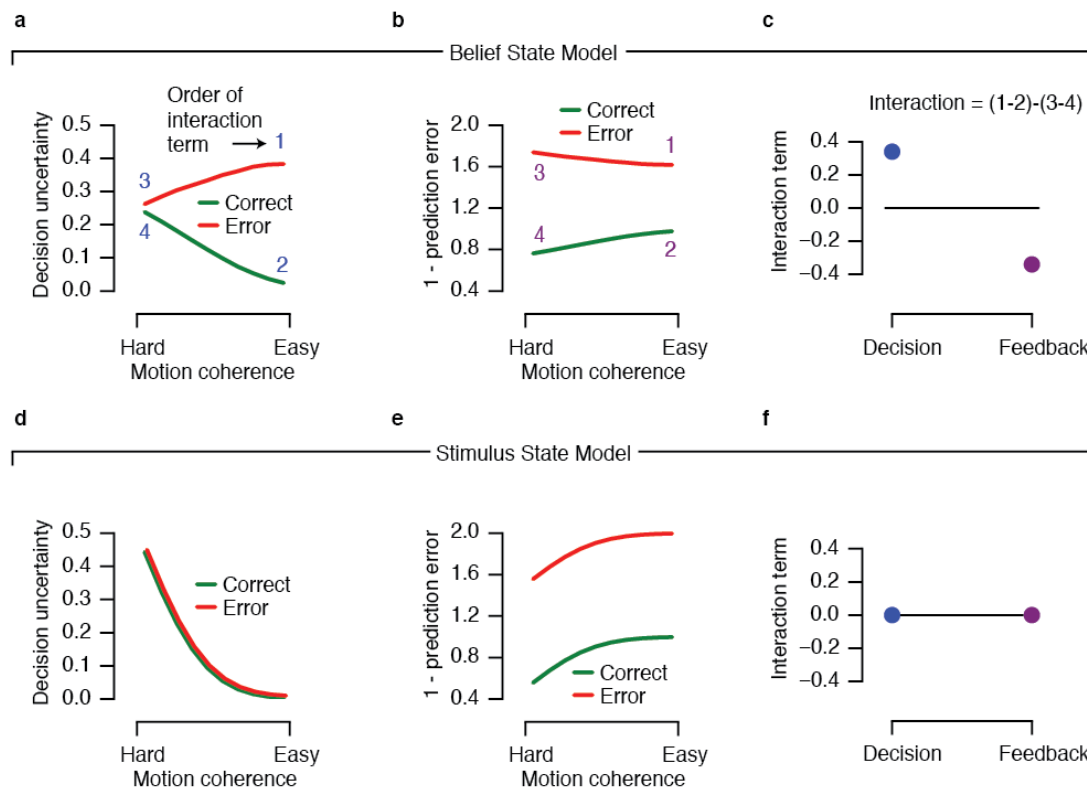 a
b
c
Belief State Model
Order of
interaction
term
Decision uncertainty
0.5
0.4
0.3
0.2
0.1
0.0
1
3
4
2
Correct
Error
Hard
Easy
Motion coherence
1 - prediction error
2.0
1.6
1.2
0.8
0.4
Correct
Error
1
3
4
2
Hard
Easy
Motion coherence
Interaction = (1-2)-(3-4)
Interaction term
0.4
0.2
0.0
−0.2
−0.4
Decision
Feedback
d
e
f
Stimulus State Model
Decision uncertainty
0.5
0.4
0.3
0.2
0.1
0.0
Correct
Error
Hard
Easy
Motion coherence
1 - prediction error
2.0
1.6
1.2
0.8
0.4
Correct
Error
Hard
Easy
Motion coherence
Interaction term
0.4
0.2
0.0
−0.2
−0.4
Decision
Feedback